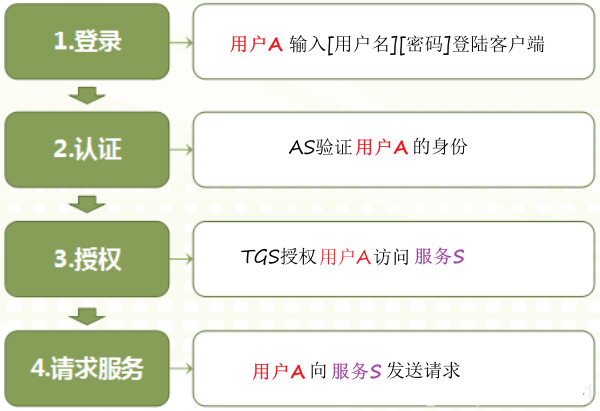 1.登录
用户A 输入[用户名][密码]登陆客户端
2.认证
AS验证用户A的身份
3.授权
TGS授权用户A访问 服务S
4.请求服务
用户A向 服务S发送请求